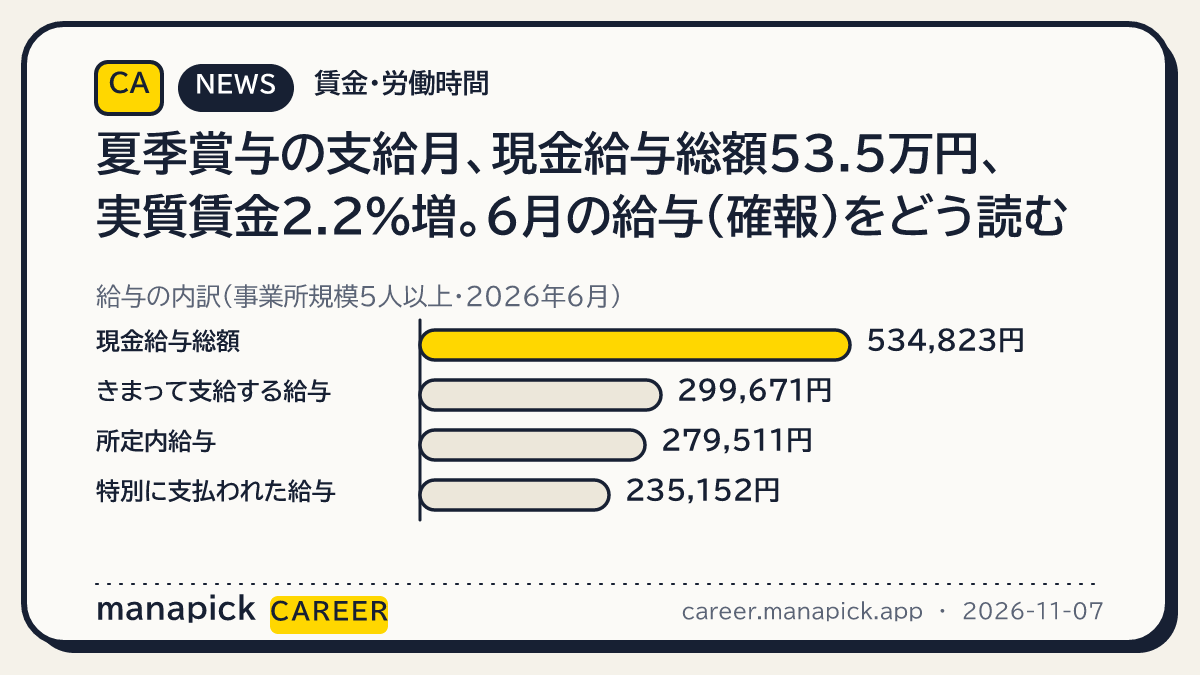 CA NEWS 賃金・労働時間
夏季賞与の支給月、現金給与総額53.5万円、
実質賃金2.2%増。6月の給与(確報)をどう読む
給与の内訳(事業所規模5人以上・2026年6月)
現金給与総額 534,823円
きまって支給する給与 299,671円
所定内給与 279,511円
特別に支払われた給与 235,152円
manapick CAREER career.manapick.app ・ 2026-11-07